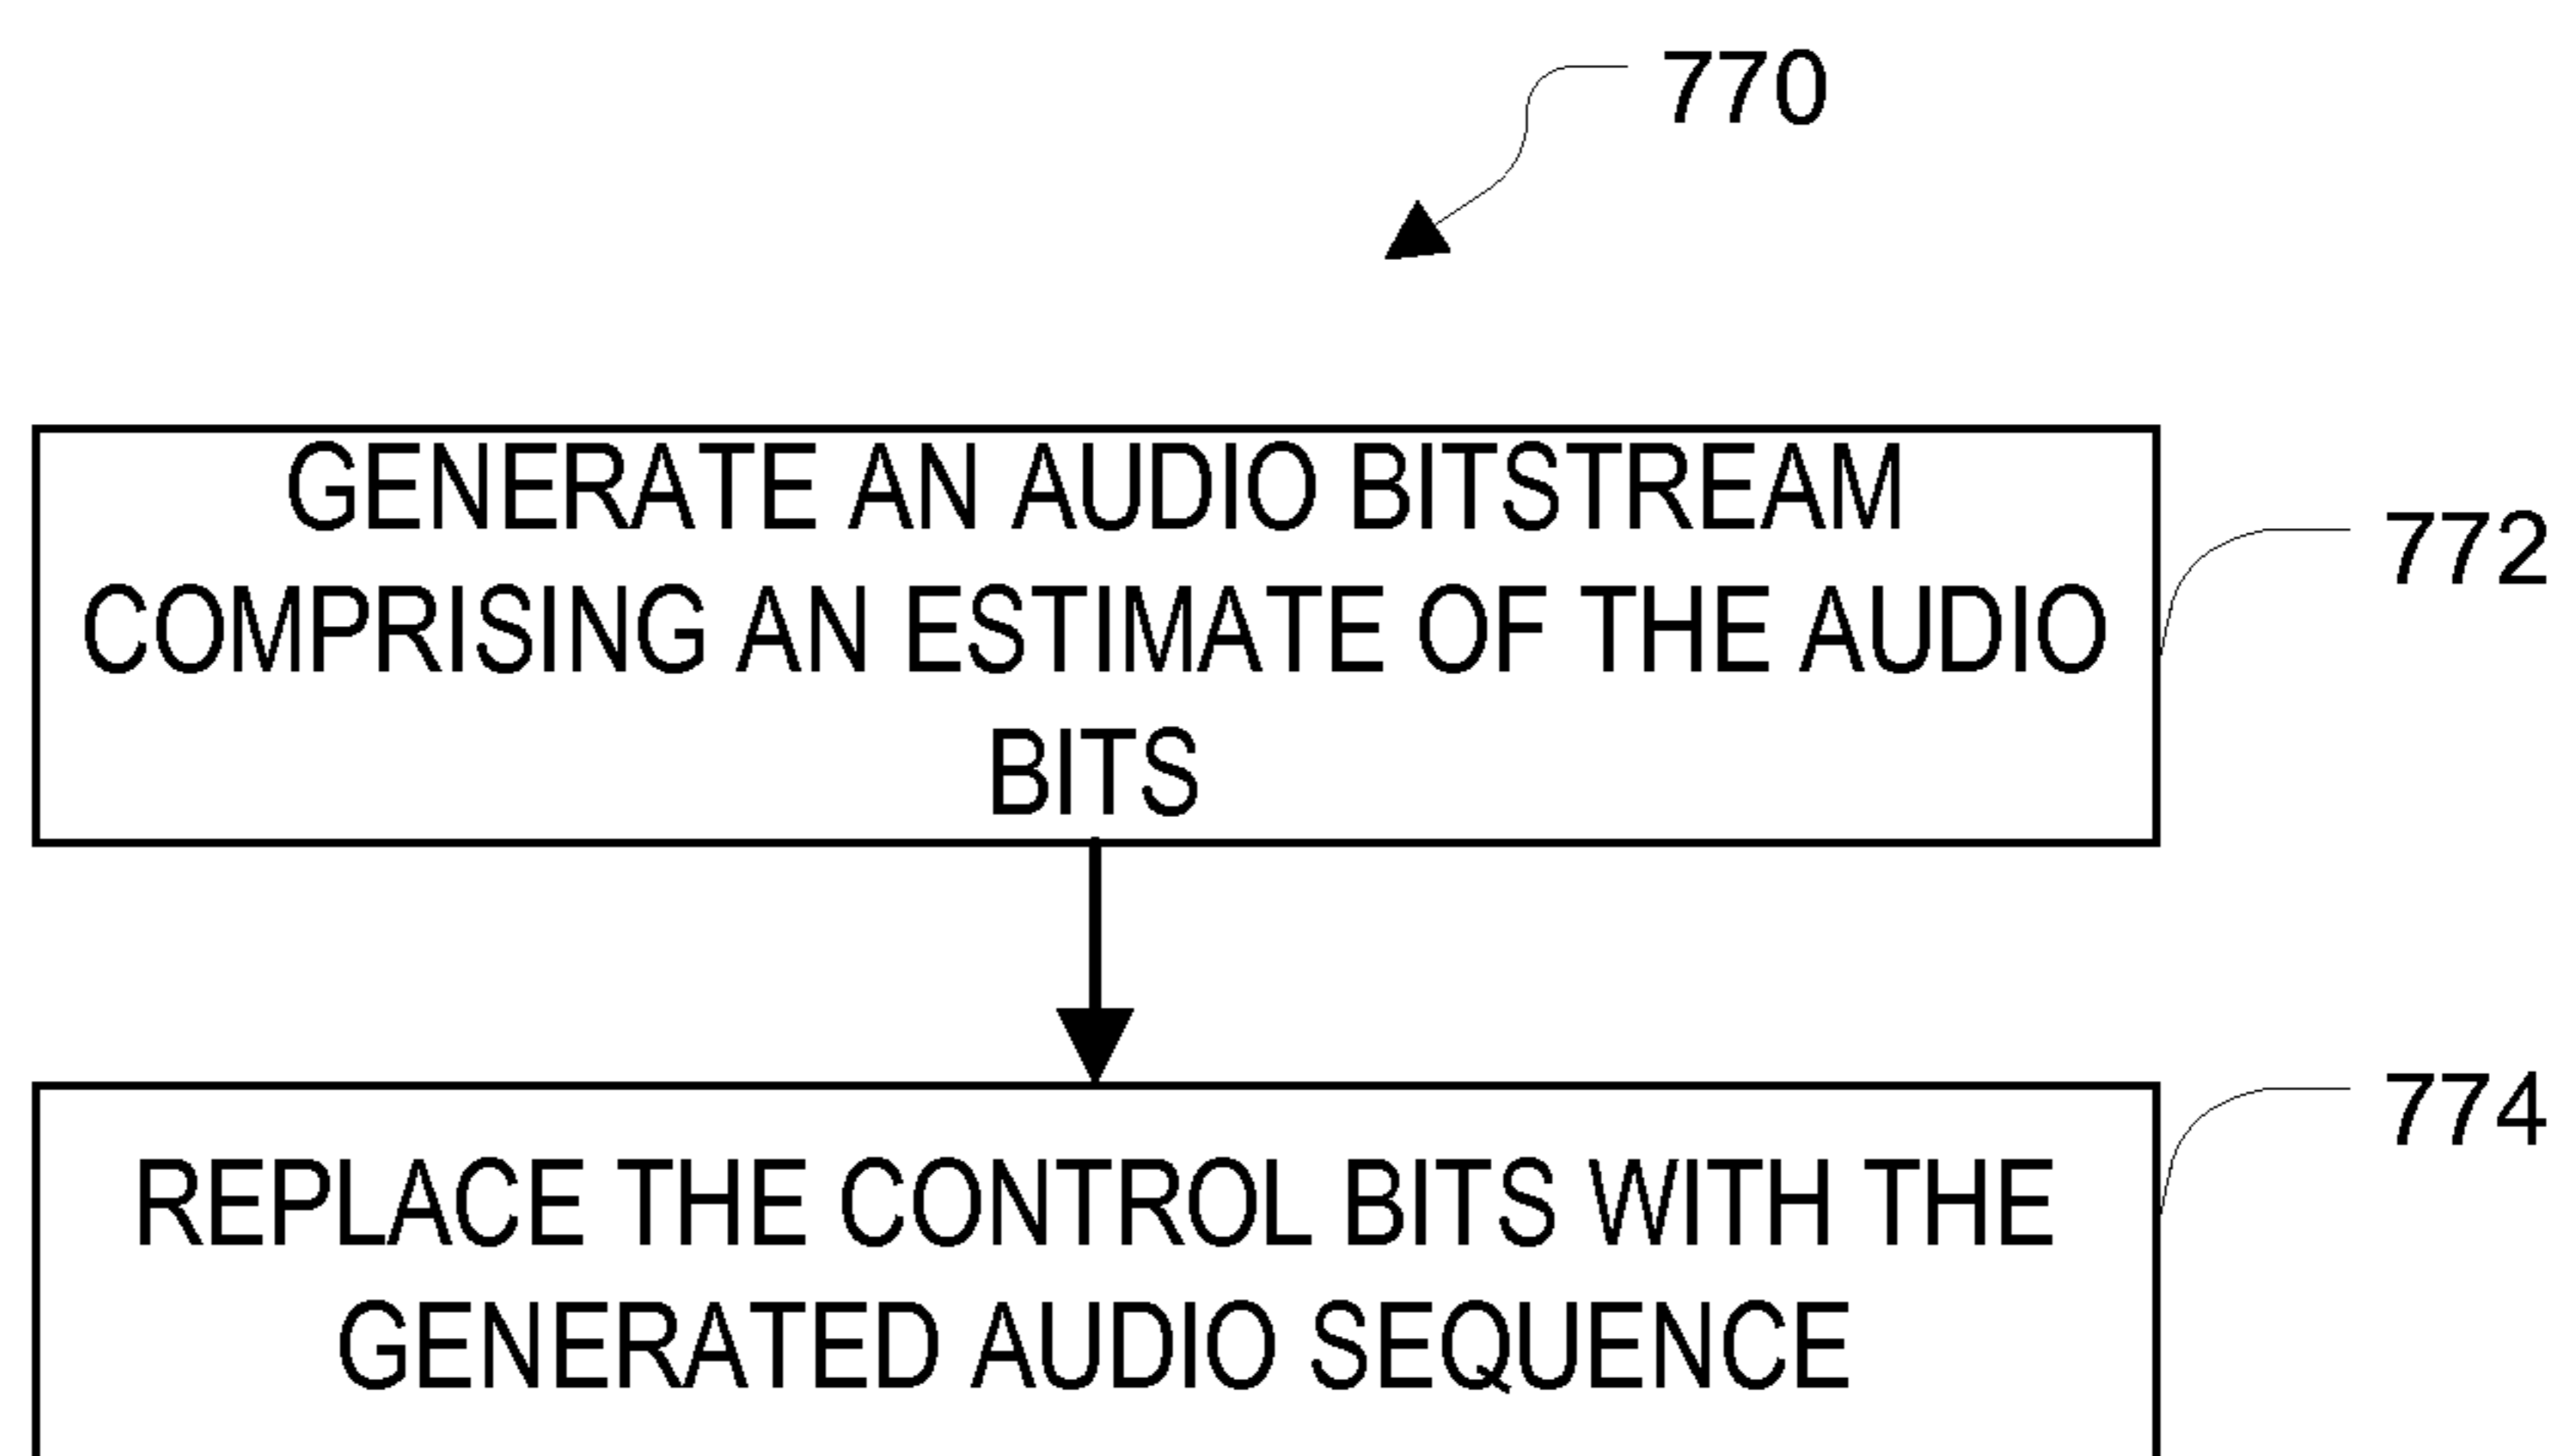 770
GENERATE AN AUDIO BITSTREAM
COMPRISING AN ESTIMATE OF THE AUDIO
BITS
772
REPLACE THE CONTROL BITS WITH THE
GENERATED AUDIO SEQUENCE
774